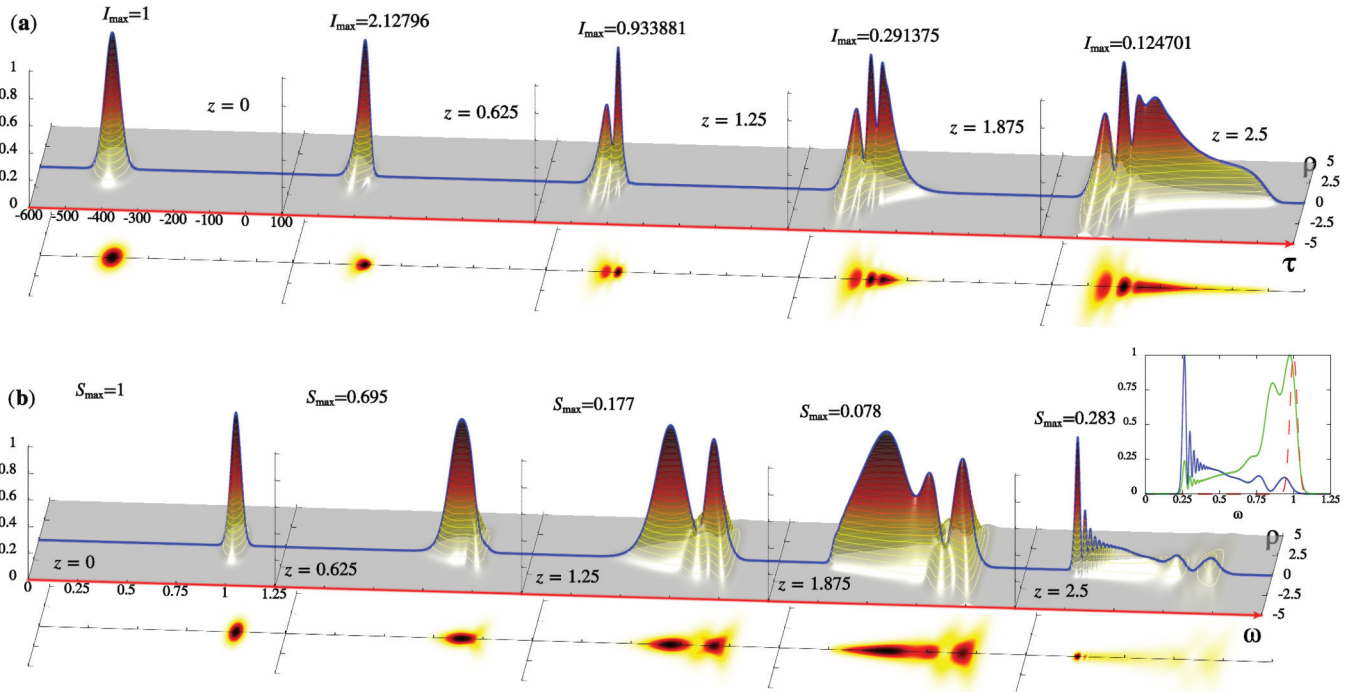 (a)
I_max=1
I_max=2.12796
I_max=0.933881
I_max=0.291375
I_max=0.124701
z = 0
z = 0.625
z = 1.25
z = 1.875
z = 2.5
1
0.8
0.6
0.4
0.2
0
-600 -500 -400 -300 -200 -100 0 100
ρ
5
2.5
0
-2.5
-5
τ
(b)
S_max=1
S_max=0.695
S_max=0.177
S_max=0.078
S_max=0.283
1
0.75
0.5
0.25
0
0 0.25 0.5 0.75 1 1.25
ω
1
0.8
0.6
0.4
0.2
0
z = 0
z = 0.625
z = 1.25
z = 1.875
z = 2.5
0 0.25 0.5 0.75 1 1.25
ρ
5
2.5
0
-2.5
-5
ω